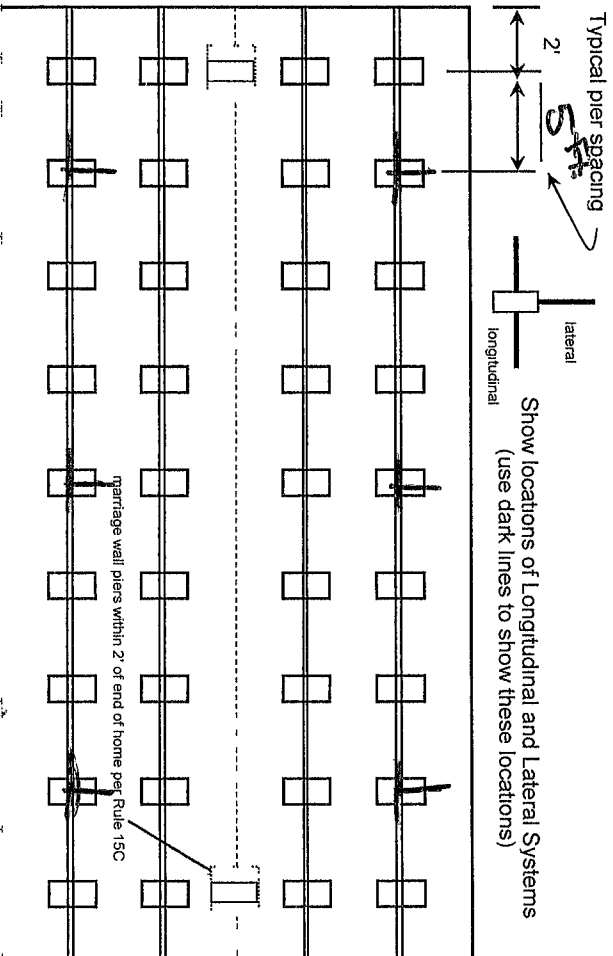 Typical pier spacing
2'
5 ft.
lateral
longitudinal
Show locations of Longitudinal and Lateral Systems
(use dark lines to show these locations)
marriage wall piers within 2' of end of home per Rule 15C